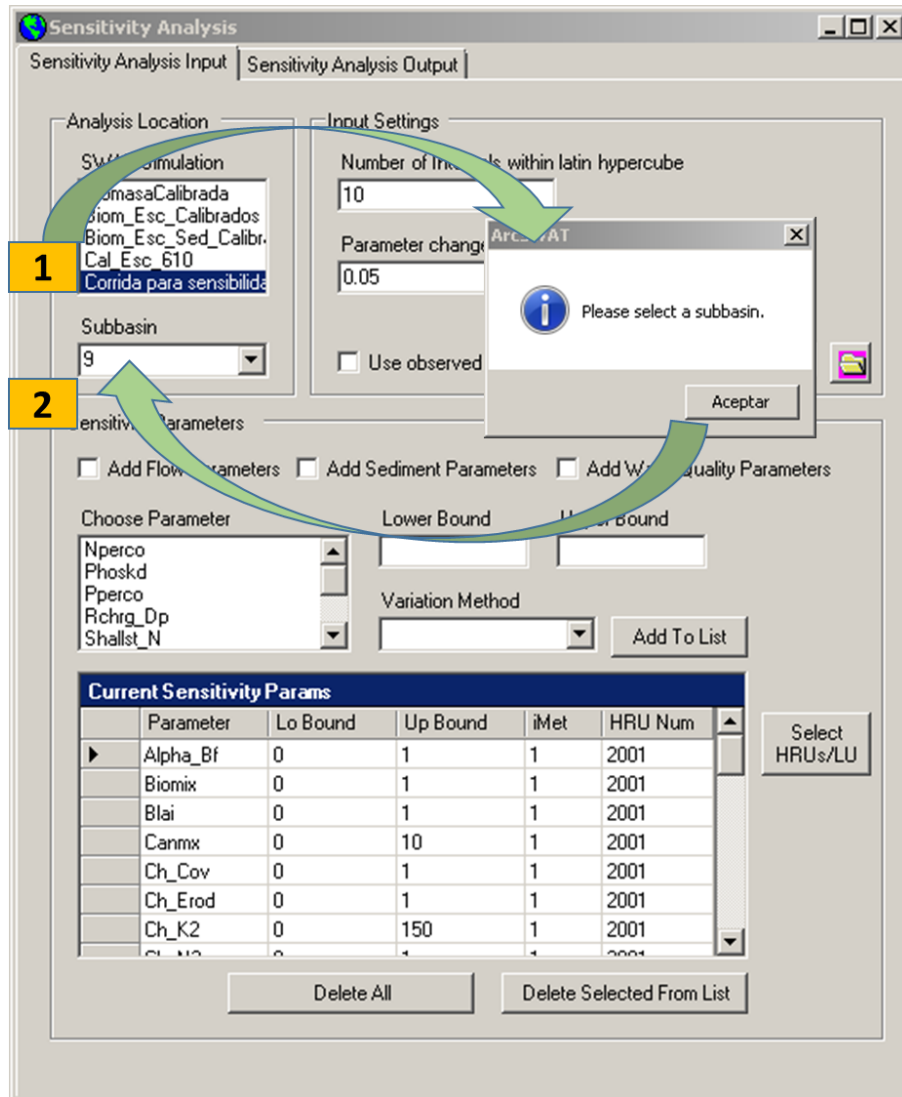 Sensitivity Analysis
Sensitivity Analysis Input
Sensitivity Analysis Output
Analysis Location
Input Settings
Simulation
Number of within latin hypercube
10
Biom_Esc_Calibrados
Biom_Esc_Sed_Calibr
Cal_Esc_610
Corrida para sensibilida
1
Parameter change
0.05
Please select a subbasin.
Aceptar
Subbasin
9
Use observed
2
Parameters
Add Flow Parameters
Add Sediment Parameters
Add Quality Parameters
Choose Parameter
Lower Bound
Bound
Nperco
Phoskd
Pperco
Rchrg_Dp
Shallst_N
Variation Method
Add To List
Current Sensitivity Params
Parameter Lo Bound Up Bound iMet HRU Num
Alpha_Bf 0 1 1 2001
Biomix 0 1 1 2001
Blai 0 1 1 2001
Canmx 0 10 1 2001
Ch_Cov 0 1 1 2001
Ch_Erod 0 1 1 2001
Ch_K2 0 150 1 2001
Select
HRUs/LU
Delete All
Delete Selected From List